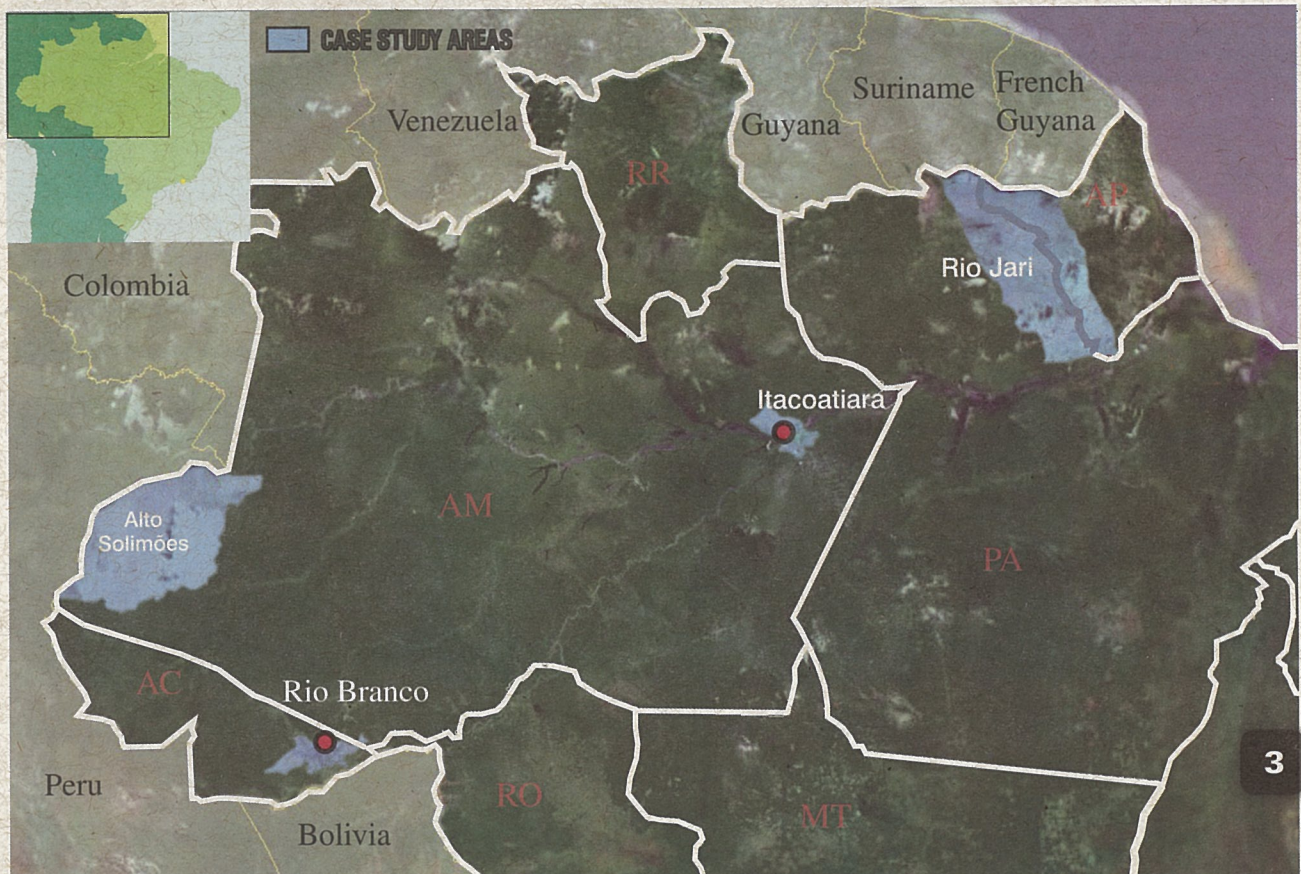 CASE STUDY AREAS
Suriname
French
Guyana
Venezuela
Guyana
RR
AP
Rio Jari
Colombia
Itacoatiara
AM
Alto
Solimões
PA
AC
Rio Branco
3
Peru
RO
MT
Bolivia